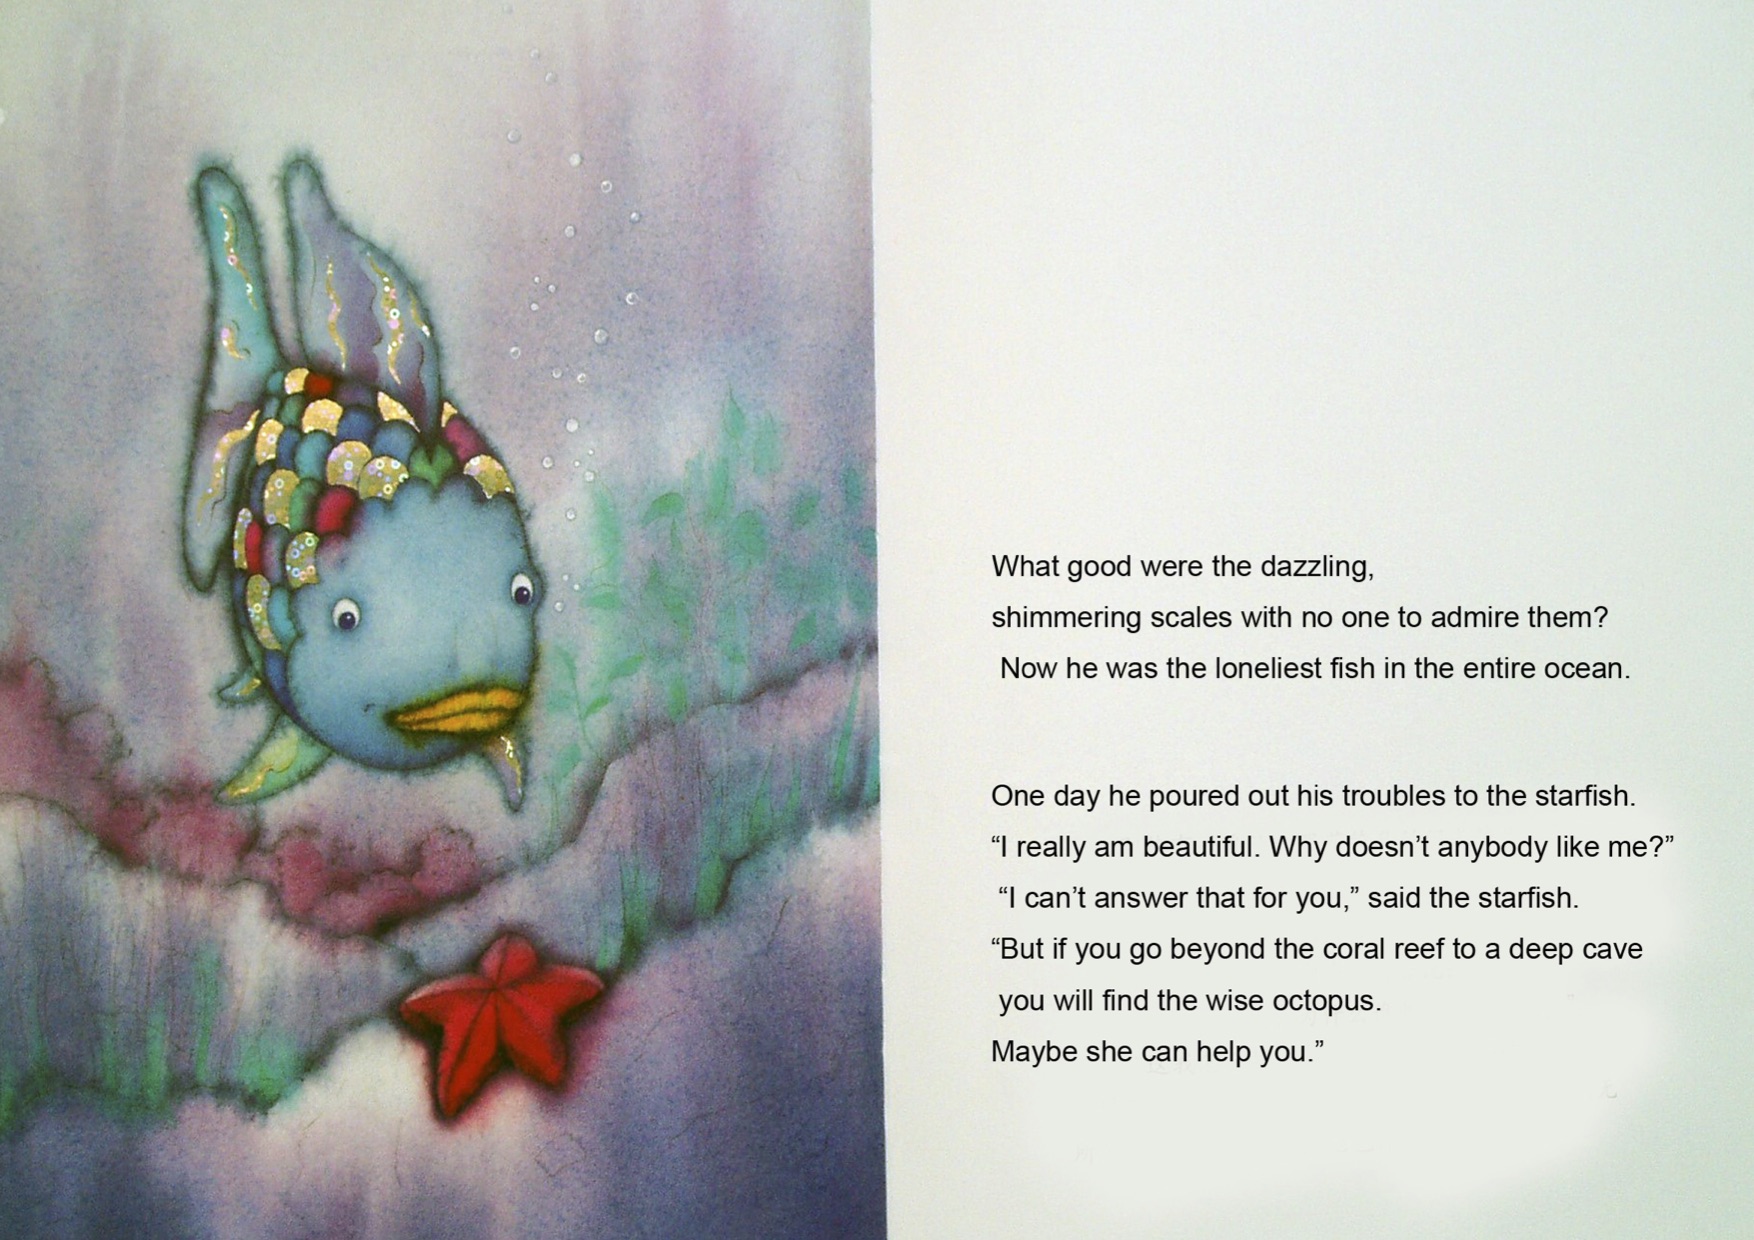 What good were the dazzling,
shimmering scales with no one to admire them?
Now he was the loneliest fish in the entire ocean.
One day he poured out his troubles to the starfish.
“I really am beautiful. Why doesn’t anybody like me?”
“I can’t answer that for you,” said the starfish.
“But if you go beyond the coral reef to a deep cave
you will find the wise octopus.
Maybe she can help you.”